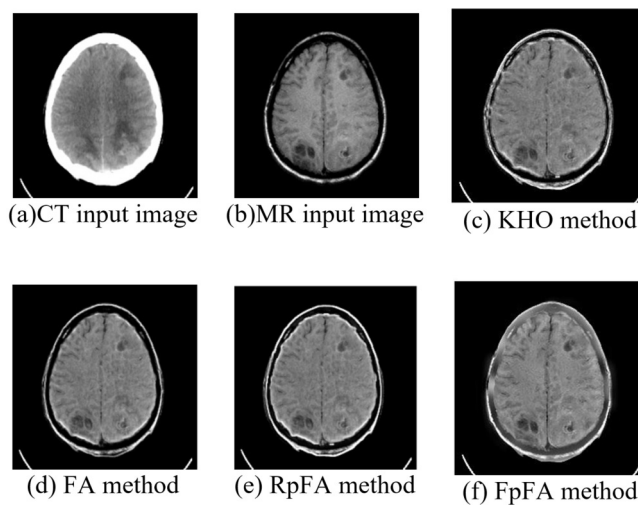 (a)CT input image
(b)MR input image
(c) KHO method
(d) FA method
(e) RpFA method
(f) FpFA method